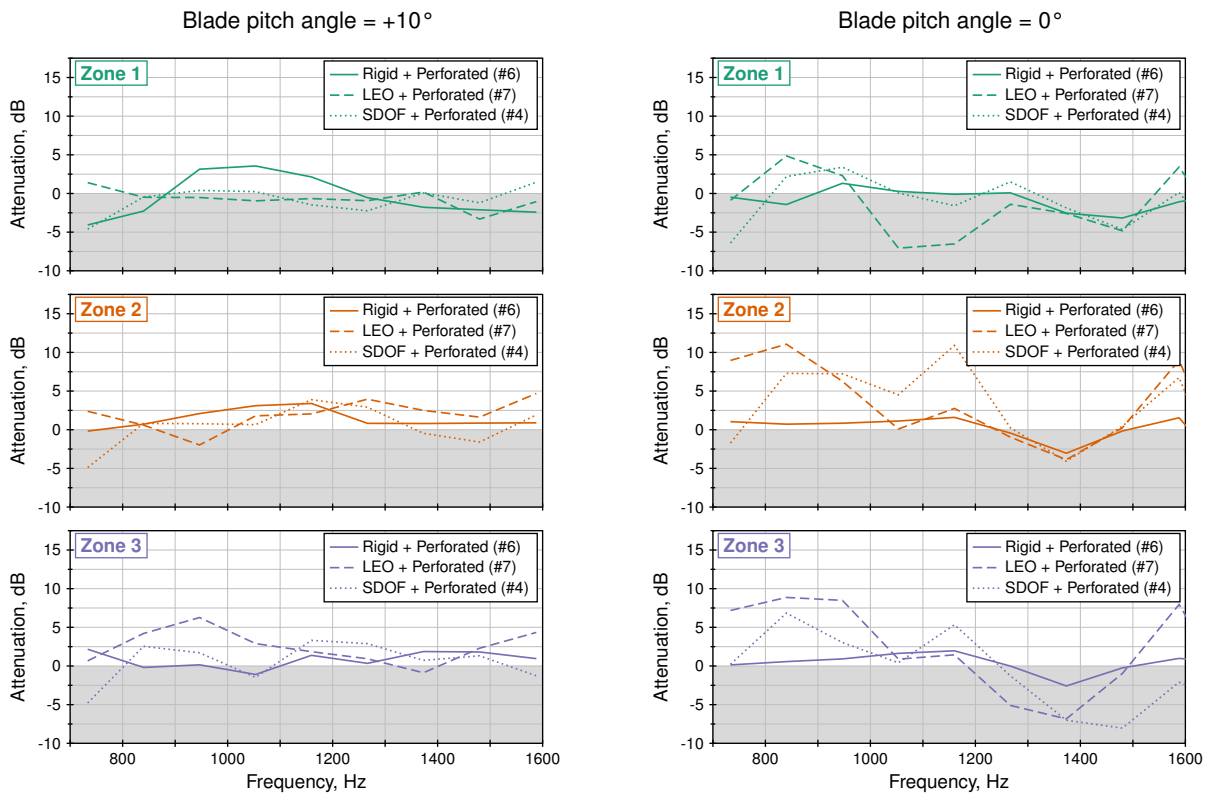 Blade pitch angle = +10°
Zone 1
Rigid + Perforated (#6)
LEO + Perforated (#7)
SDOF + Perforated (#4)
15
10
5
0
-5
-10
Attenuation, dB
Zone 2
Rigid + Perforated (#6)
LEO + Perforated (#7)
SDOF + Perforated (#4)
15
10
5
0
-5
-10
Attenuation, dB
Zone 3
Rigid + Perforated (#6)
LEO + Perforated (#7)
SDOF + Perforated (#4)
15
10
5
0
-5
-10
Attenuation, dB
800 1000 1200 1400 1600
Frequency, Hz
Blade pitch angle = 0°
Zone 1
Rigid + Perforated (#6)
LEO + Perforated (#7)
SDOF + Perforated (#4)
15
10
5
0
-5
-10
Attenuation, dB
Zone 2
Rigid + Perforated (#6)
LEO + Perforated (#7)
SDOF + Perforated (#4)
15
10
5
0
-5
-10
Attenuation, dB
Zone 3
Rigid + Perforated (#6)
LEO + Perforated (#7)
SDOF + Perforated (#4)
15
10
5
0
-5
-10
Attenuation, dB
800 1000 1200 1400 1600
Frequency, Hz